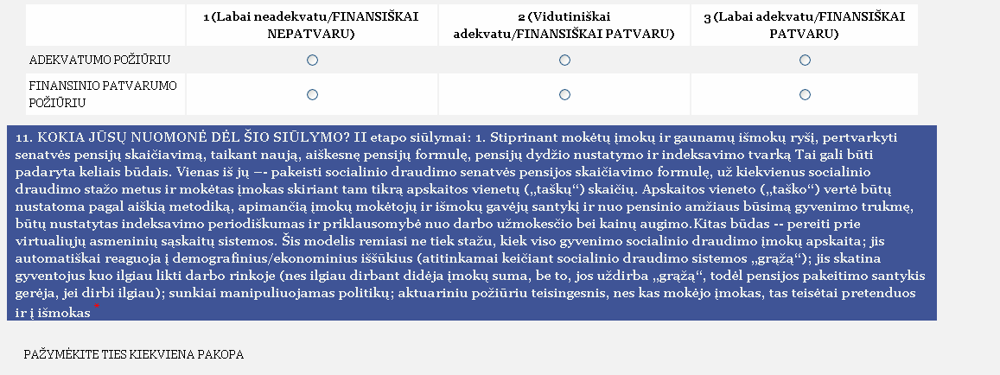 1 (Labai neadekvatu/FINANSIŠKAI NEPATVARU)
2 (Vidutiniškai adekvatu/FINANSIŠKAI PATVARU)
3 (Labai adekvatu/FINANSIŠKAI PATVARU)
ADEKVATUMO POŽIŪRIU
FINANSINIO PATVARUMO
POŽIŪRIU
11. KOKIA JŪSŲ NUOMONĖ DĖL ŠIO SIŪLYMO? II etapo siūlymai: 1. Stiprinant mokėtų įmokų ir gaunamų išmokų ryšį, pertvarkyti
senatvės pensijų skaičiavimą, taikant naują, aiškesnę pensijų formulę, pensijų dydžio nustatymo ir indeksavimo tvarką Tai gali būti
padaryta keliais būdais. Vienas iš jų –- pakeisti socialinio draudimo senatvės pensijos skaičiavimo formulę, už kiekvienus socialinio
draudimo stažo metus ir mokėtas įmokas skiriant tam tikrą apskaitos vienetų („taškų“) skaičių. Apskaitos vieneto („taško“) vertė būtų
nustatoma pagal aiškią metodiką, apimančią įmokų mokėtojų ir išmokų gavėjų santykį ir nuo pensinio amžiaus būsimą gyvenimo trukmę,
būtų nustatytas indeksavimo periodiškumas ir priklausomybė nuo darbo užmokesčio bei kainų augimo.Kitas būdas -- pereiti prie
virtualiųjų asmeninių sąskaitų sistemos. Šis modelis remiasi ne tiek stažu, kiek viso gyvenimo socialinio draudimo įmokų apskaita; jis
automatiškai reaguoja į demografinius/ekonominius iššūkius (atitinkamai keičiant socialinio draudimo sistemos „grąžą“); jis skatina
gyventojus kuo ilgiau likti darbo rinkoje (nes ilgiau dirbant didėja įmokų suma, be to, jos uždirba „grąžą“, todėl pensijos pakeitimo santykis
gerėja, jei dirbi ilgiau); sunkiai manipuliuojamas politikų; aktuariniu požiūriu teisingesnis, nes kas mokėjo įmokas, tas teisėtai pretenduos
ir į išmokas *
PAŽYMĖKITE TIES KIEKVIENA PAKOPA